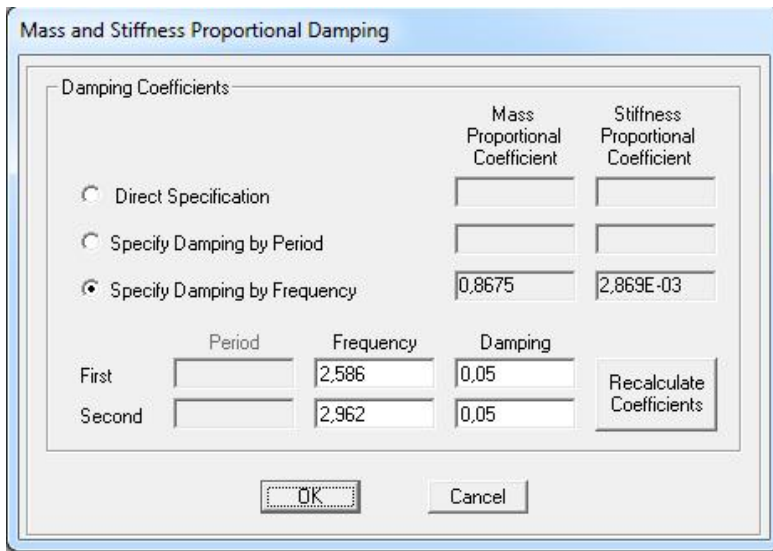 Mass and Stiffness Proportional Damping
Damping Coefficients
Mass Proportional Coefficient
Stiffness Proportional Coefficient
Direct Specification
Specify Damping by Period
Specify Damping by Frequency 0,8675 2,869E-03
Period Frequency Damping
First 2,586 0,05
Second 2,962 0,05
Recalculate Coefficients
OK Cancel